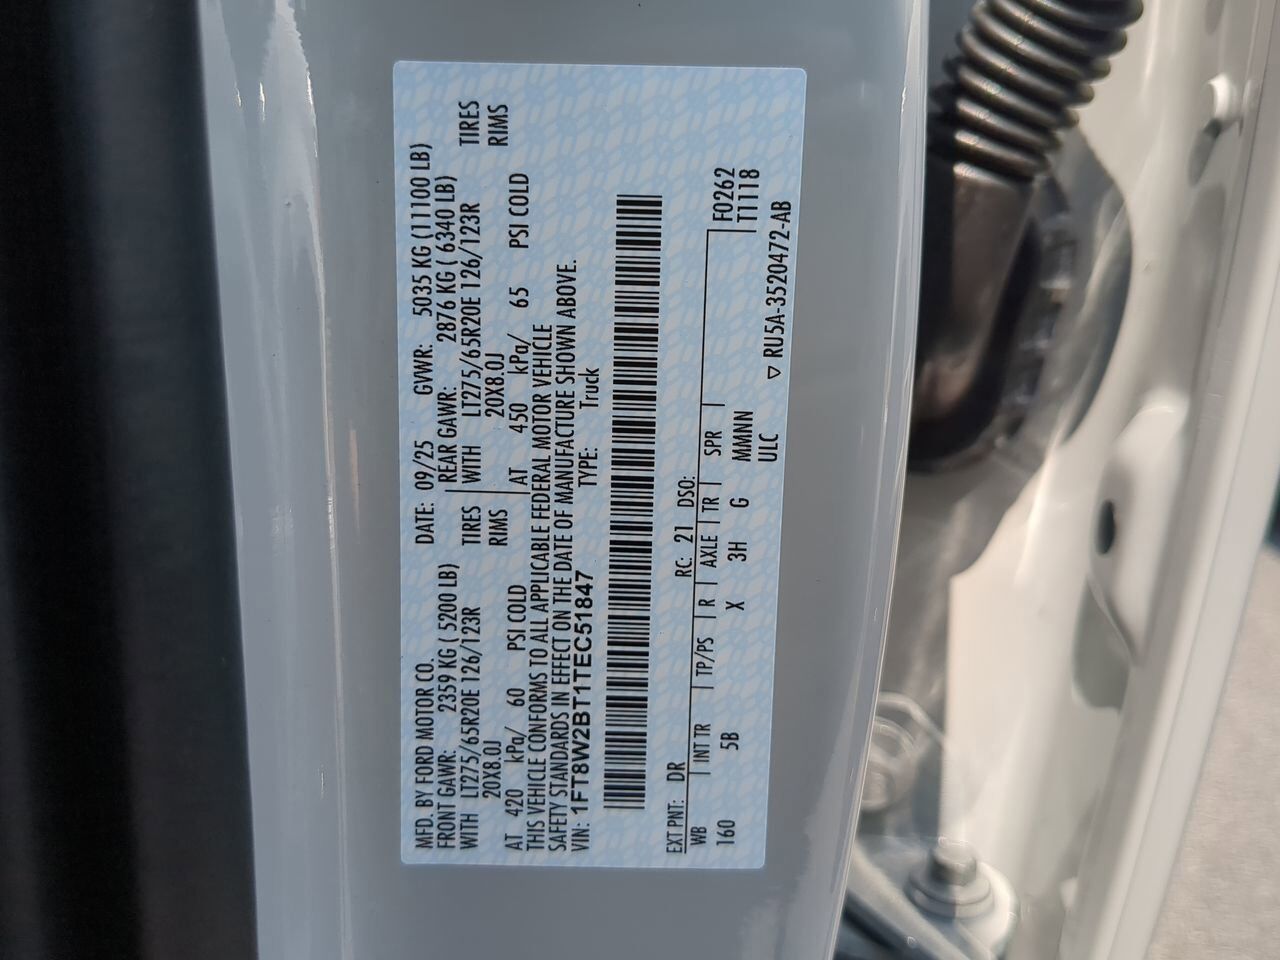 MFD. BY FORD MOTOR CO. DATE: 09/25 GVWR: 5035 KG (11100 LB)
FRONT GAWR: 2359 KG ( 5200 LB) REAR GAWR: 2876 KG ( 6340 LB)
WITH LT275/65R20E 126/123R TIRES WITH LT275/65R20E 126/123R TIRES
20X8.0J RIMS 20X8.0J RIMS
AT 420 kPa/ 60 PSI COLD AT 450 kPa/ 65 PSI COLD
THIS VEHICLE CONFORMS TO ALL APPLICABLE FEDERAL MOTOR VEHICLE
SAFETY STANDARDS IN EFFECT ON THE DATE OF MANUFACTURE SHOWN ABOVE.
VIN: 1FT8W2BT1TEC51847 TYPE: Truck
EXT PNT: DR RC: 21 DSO:
WB INT TR TP/PS R AXLE TR SPR F0262
160 5B X 3H G MMNN T1118
ULC
▽ RU5A-3520472-AB